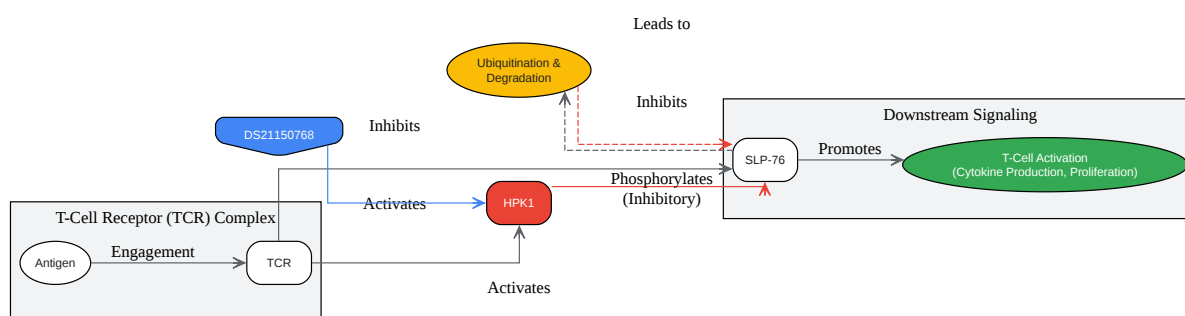 Leads to
Ubiquitination &
Degradation
Inhibits
Downstream Signaling
DS21150768
Inhibits
SLP-76
Promotes
T-Cell Activation
(Cytokine Production, Proliferation)
Phosphorylates
(Inhibitory)
Activates
HPK1
T-Cell Receptor (TCR) Complex
Antigen
Engagement
TCR
Activates